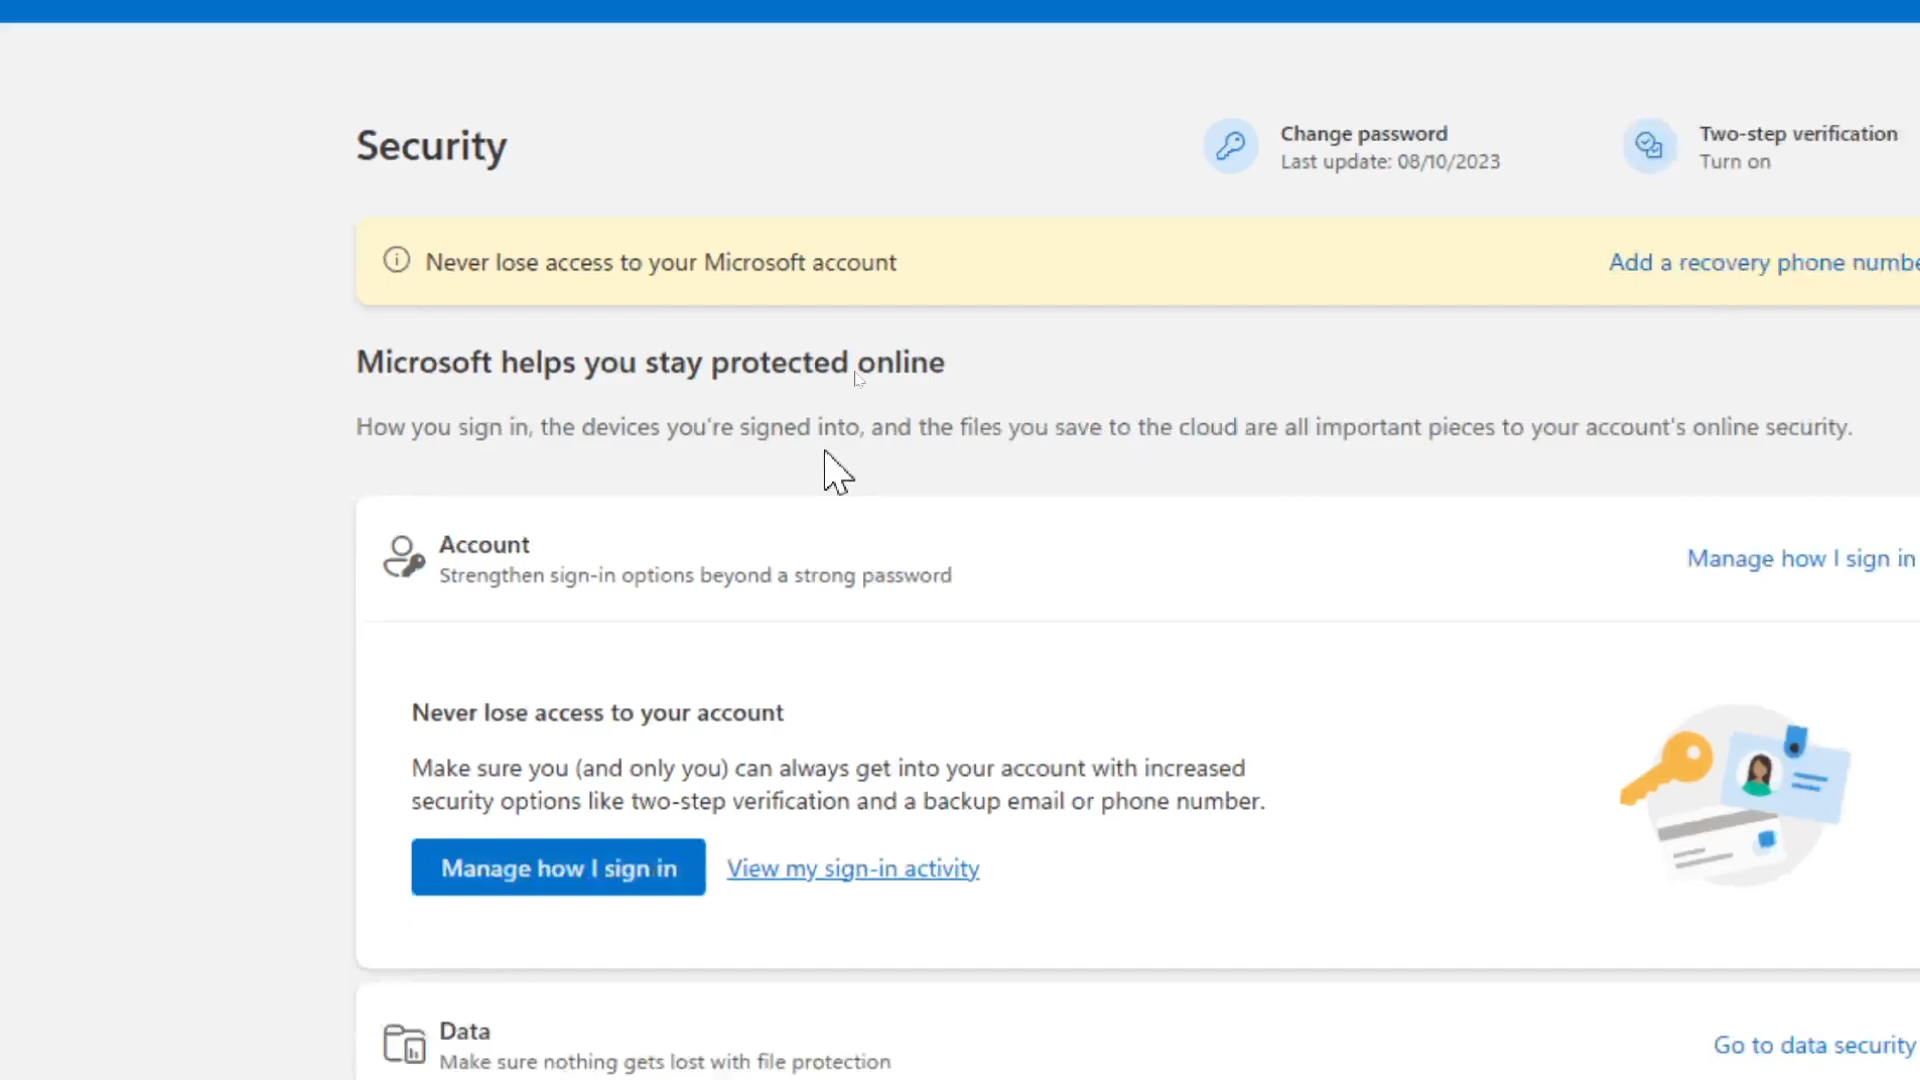 Security
Change password
Last update: 08/10/2023
Two-step verification
Turn on
Never lose access to your Microsoft account
Add a recovery phone numbe
Microsoft helps you stay protected online
How you sign in, the devices you're signed into, and the files you save to the cloud are all important pieces to your account's online security.
Account
Strengthen sign-in options beyond a strong password
Manage how I sign in
Never lose access to your account
Make sure you (and only you) can always get into your account with increased
security options like two-step verification and a backup email or phone number.
Manage how I sign in
View my sign-in activity
Data
Make sure nothing gets lost with file protection
Go to data security